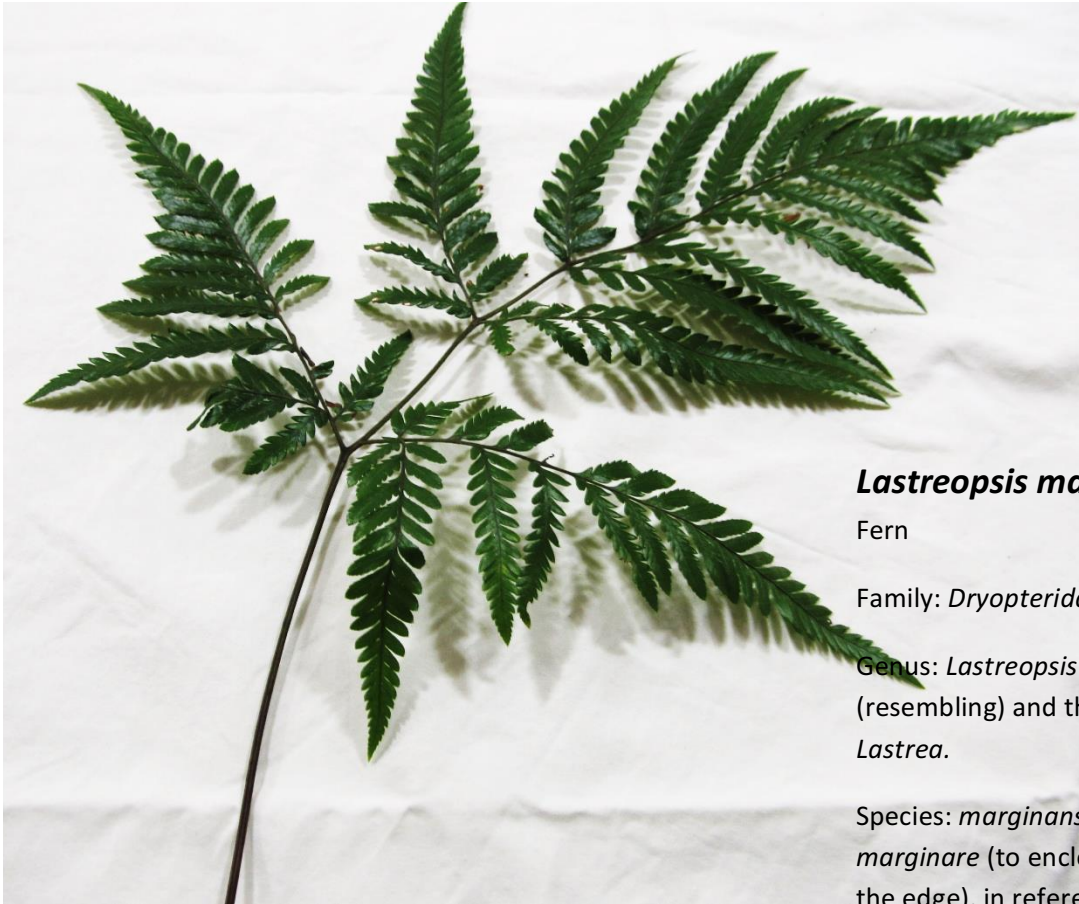 Lastreopsis ma
Fern
Family: Dryopterida
Genus: Lastreopsis
(resembling) and th
Lastrea.
Species: marginans
marginare (to encl
the edge), in refere